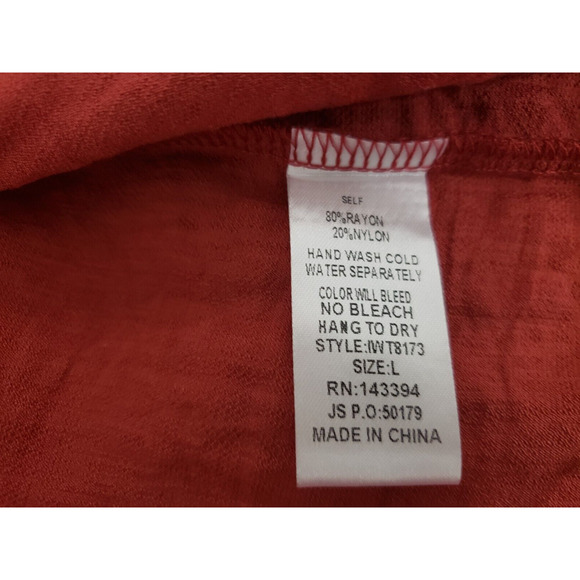 SELF
80%RAYON
20%NYLON
HAND WASH COLD
WATER SEPARATELY
COLOR WILL BLEED
NO BLEACH
HANG TO DRY
STYLE:IWT8173
SIZE:L
RN:143394
JS P.O:50179
MADE IN CHINA